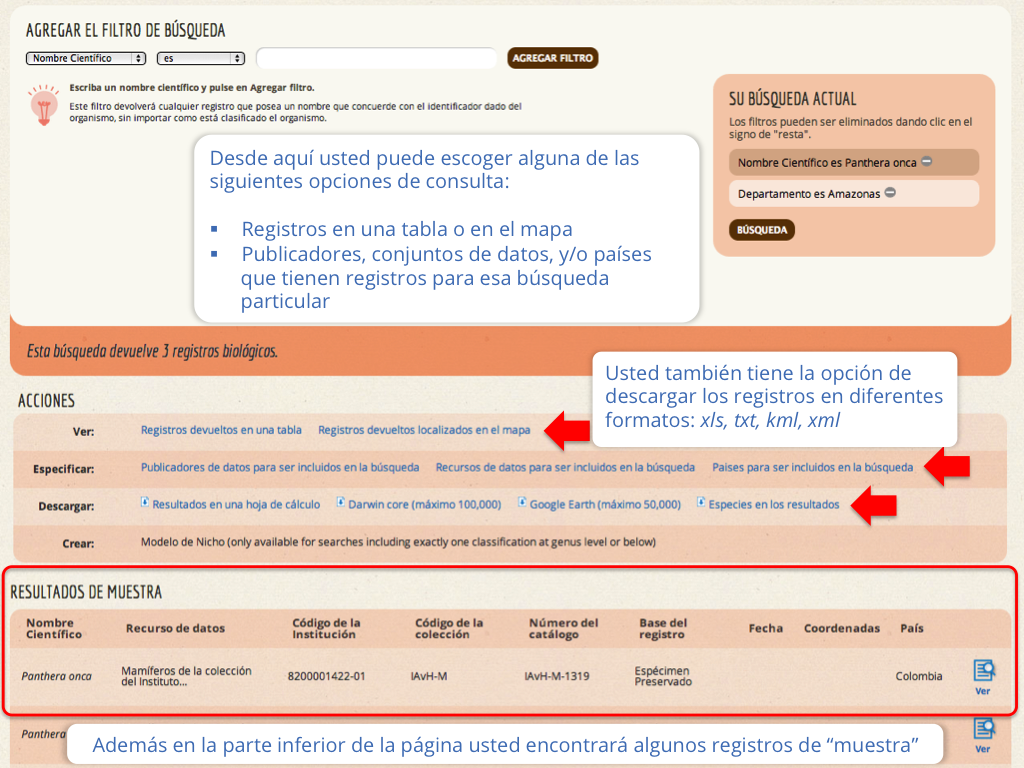 AGREGAR EL FILTRO DE BÚSQUEDA
Nombre Científico es AGREGAR FILTRO
Escriba un nombre científico y pulse en Agregar filtro.
Este filtro devolverá cualquier registro que posea un nombre que concuerde con el identificador dado del
organismo, sin importar como está clasificado el organismo.
SU BÚSQUEDA ACTUAL
Los filtros pueden ser eliminados dando clic en el
signo de "resta".
Nombre Científico es Panthera onca
Departamento es Amazonas
BÚSQUEDA
Desde aquí usted puede escoger alguna de las
siguientes opciones de consulta:
▪ Registros en una tabla o en el mapa
▪ Publicadores, conjuntos de datos, y/o países
que tienen registros para esa búsqueda
particular
Esta búsqueda devuelve 3 registros biológicos.
Usted también tiene la opción de
descargar los registros en diferentes
formatos: xls, txt, kml, xml
ACCIONES
Ver: Registros devueltos en una tabla Registros devueltos localizados en el mapa
Especificar: Publicadores de datos para ser incluidos en la búsqueda Recursos de datos para ser incluidos en la búsqueda Paises para ser incluidos en la búsqueda
Descargar: Resultados en una hoja de cálculo Darwin core (máximo 100,000) Google Earth (máximo 50,000) Especies en los resultados
Crear: Modelo de Nicho (only available for searches including exactly one classification at genus level or below)
RESULTADOS DE MUESTRA
Nombre Científico Recurso de datos Código de la Institución Código de la colección Número del catálogo Base del registro Fecha Coordenadas País
Panthera onca Mamíferos de la colección del Instituto... 8200001422-01 IAvH-M IAvH-M-1319 Espécimen Preservado Colombia Ver
Panthera Ver
Además en la parte inferior de la página usted encontrará algunos registros de “muestra”